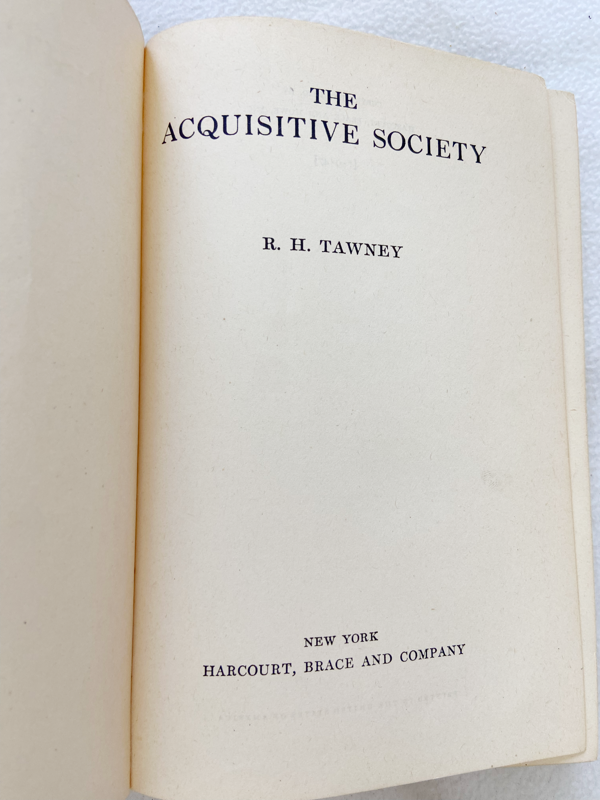 THE
ACQUISITIVE SOCIETY
R. H. TAWNEY
NEW YORK
HARCOURT, BRACE AND COMPANY